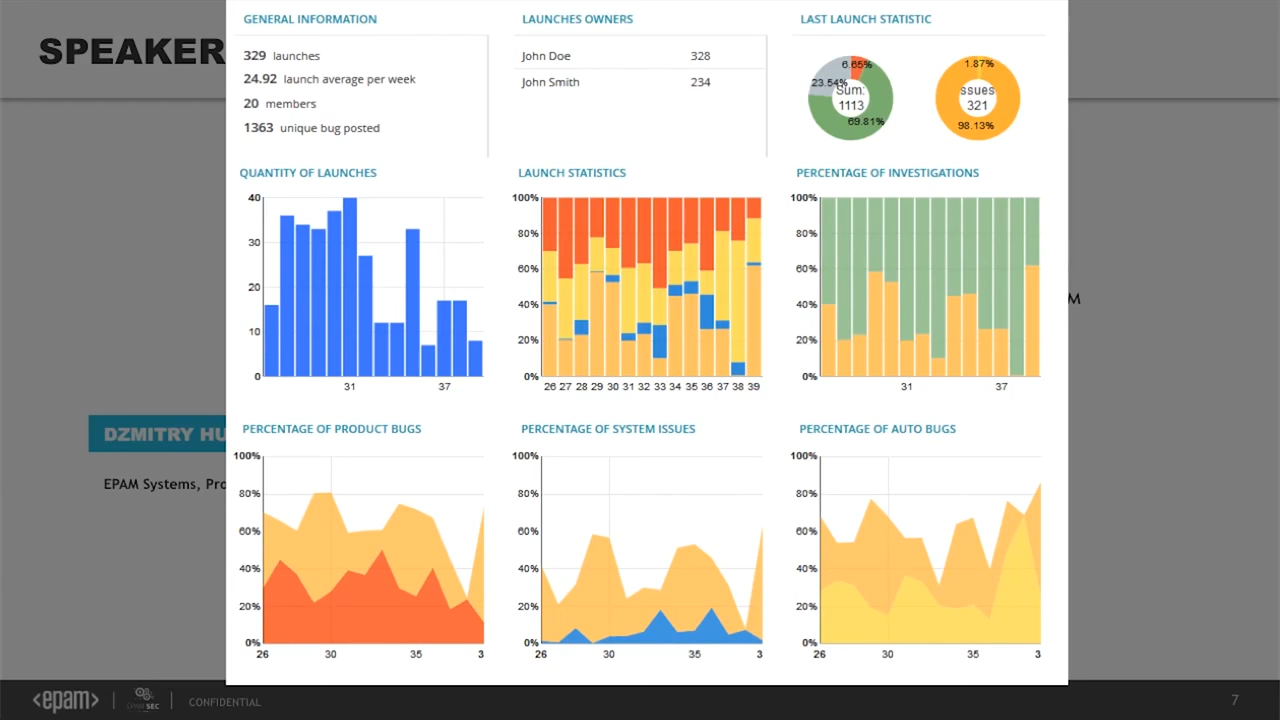 SPEAKER
GENERAL INFORMATION
329 launches
24.92 launch average per week
20 members
1363 unique bug posted
LAUNCHES OWNERS
John Doe 328
John Smith 234
LAST LAUNCH STATISTIC
6.65%
23.54%
Sum:
1113
69.81%
1.87%
ssues
321
98.13%
QUANTITY OF LAUNCHES
40
30
20
10
0
31 37
LAUNCH STATISTICS
100%
80%
60%
40%
20%
0%
26 27 28 29 30 31 32 33 34 35 36 37 38 39
PERCENTAGE OF INVESTIGATIONS
100%
80%
60%
40%
20%
0%
31 37
M
DZMITRY HU
EPAM Systems, Pro
PERCENTAGE OF PRODUCT BUGS
100%
80%
60%
40%
20%
0%
26 30 35 3
PERCENTAGE OF SYSTEM ISSUES
100%
80%
60%
40%
20%
0%
26 30 35 3
PERCENTAGE OF AUTO BUGS
100%
80%
60%
40%
20%
0%
26 30 35 3
<epam> SEC CONFIDENTIAL 7